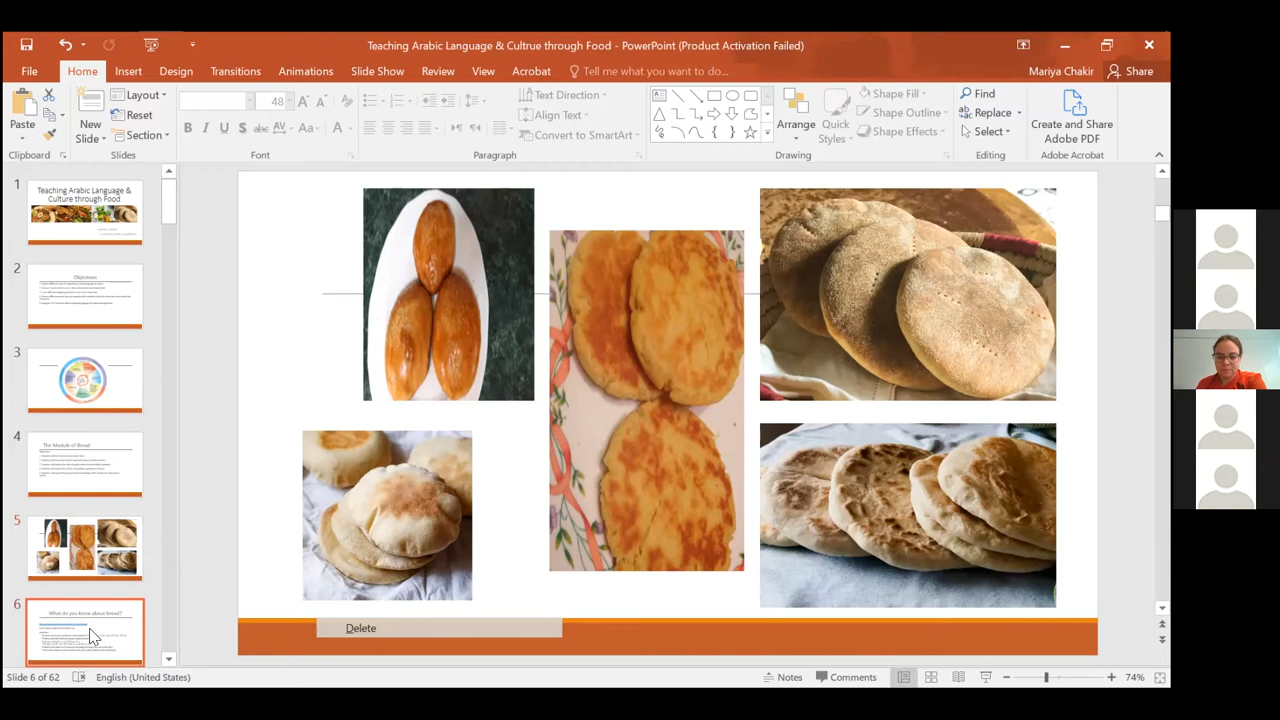 Teaching Arabic Language & Cultrue through Food - PowerPoint (Product Activation Failed)
File Home Insert Design Transitions Animations Slide Show Review View Acrobat Tell me what you want to do... Mariya Chakir Share
Paste
Clipboard
New Slide
Layout
Reset
Section
Slides
48
B I U S abc AV Aa A
Font
Text Direction
Align Text
Convert to SmartArt
Paragraph
Arrange
Quick Styles
Shape Fill
Shape Outline
Shape Effects
Drawing
Find
Replace
Select
Editing
Create and Share
Adobe PDF
Adobe Acrobat
1
Teaching Arabic Language &
Culture through Food
2
Objectives
3
4
The Module of Bread
5
6
What do you know about bread?
Delete
Slide 6 of 62 English (United States) Notes Comments 74%